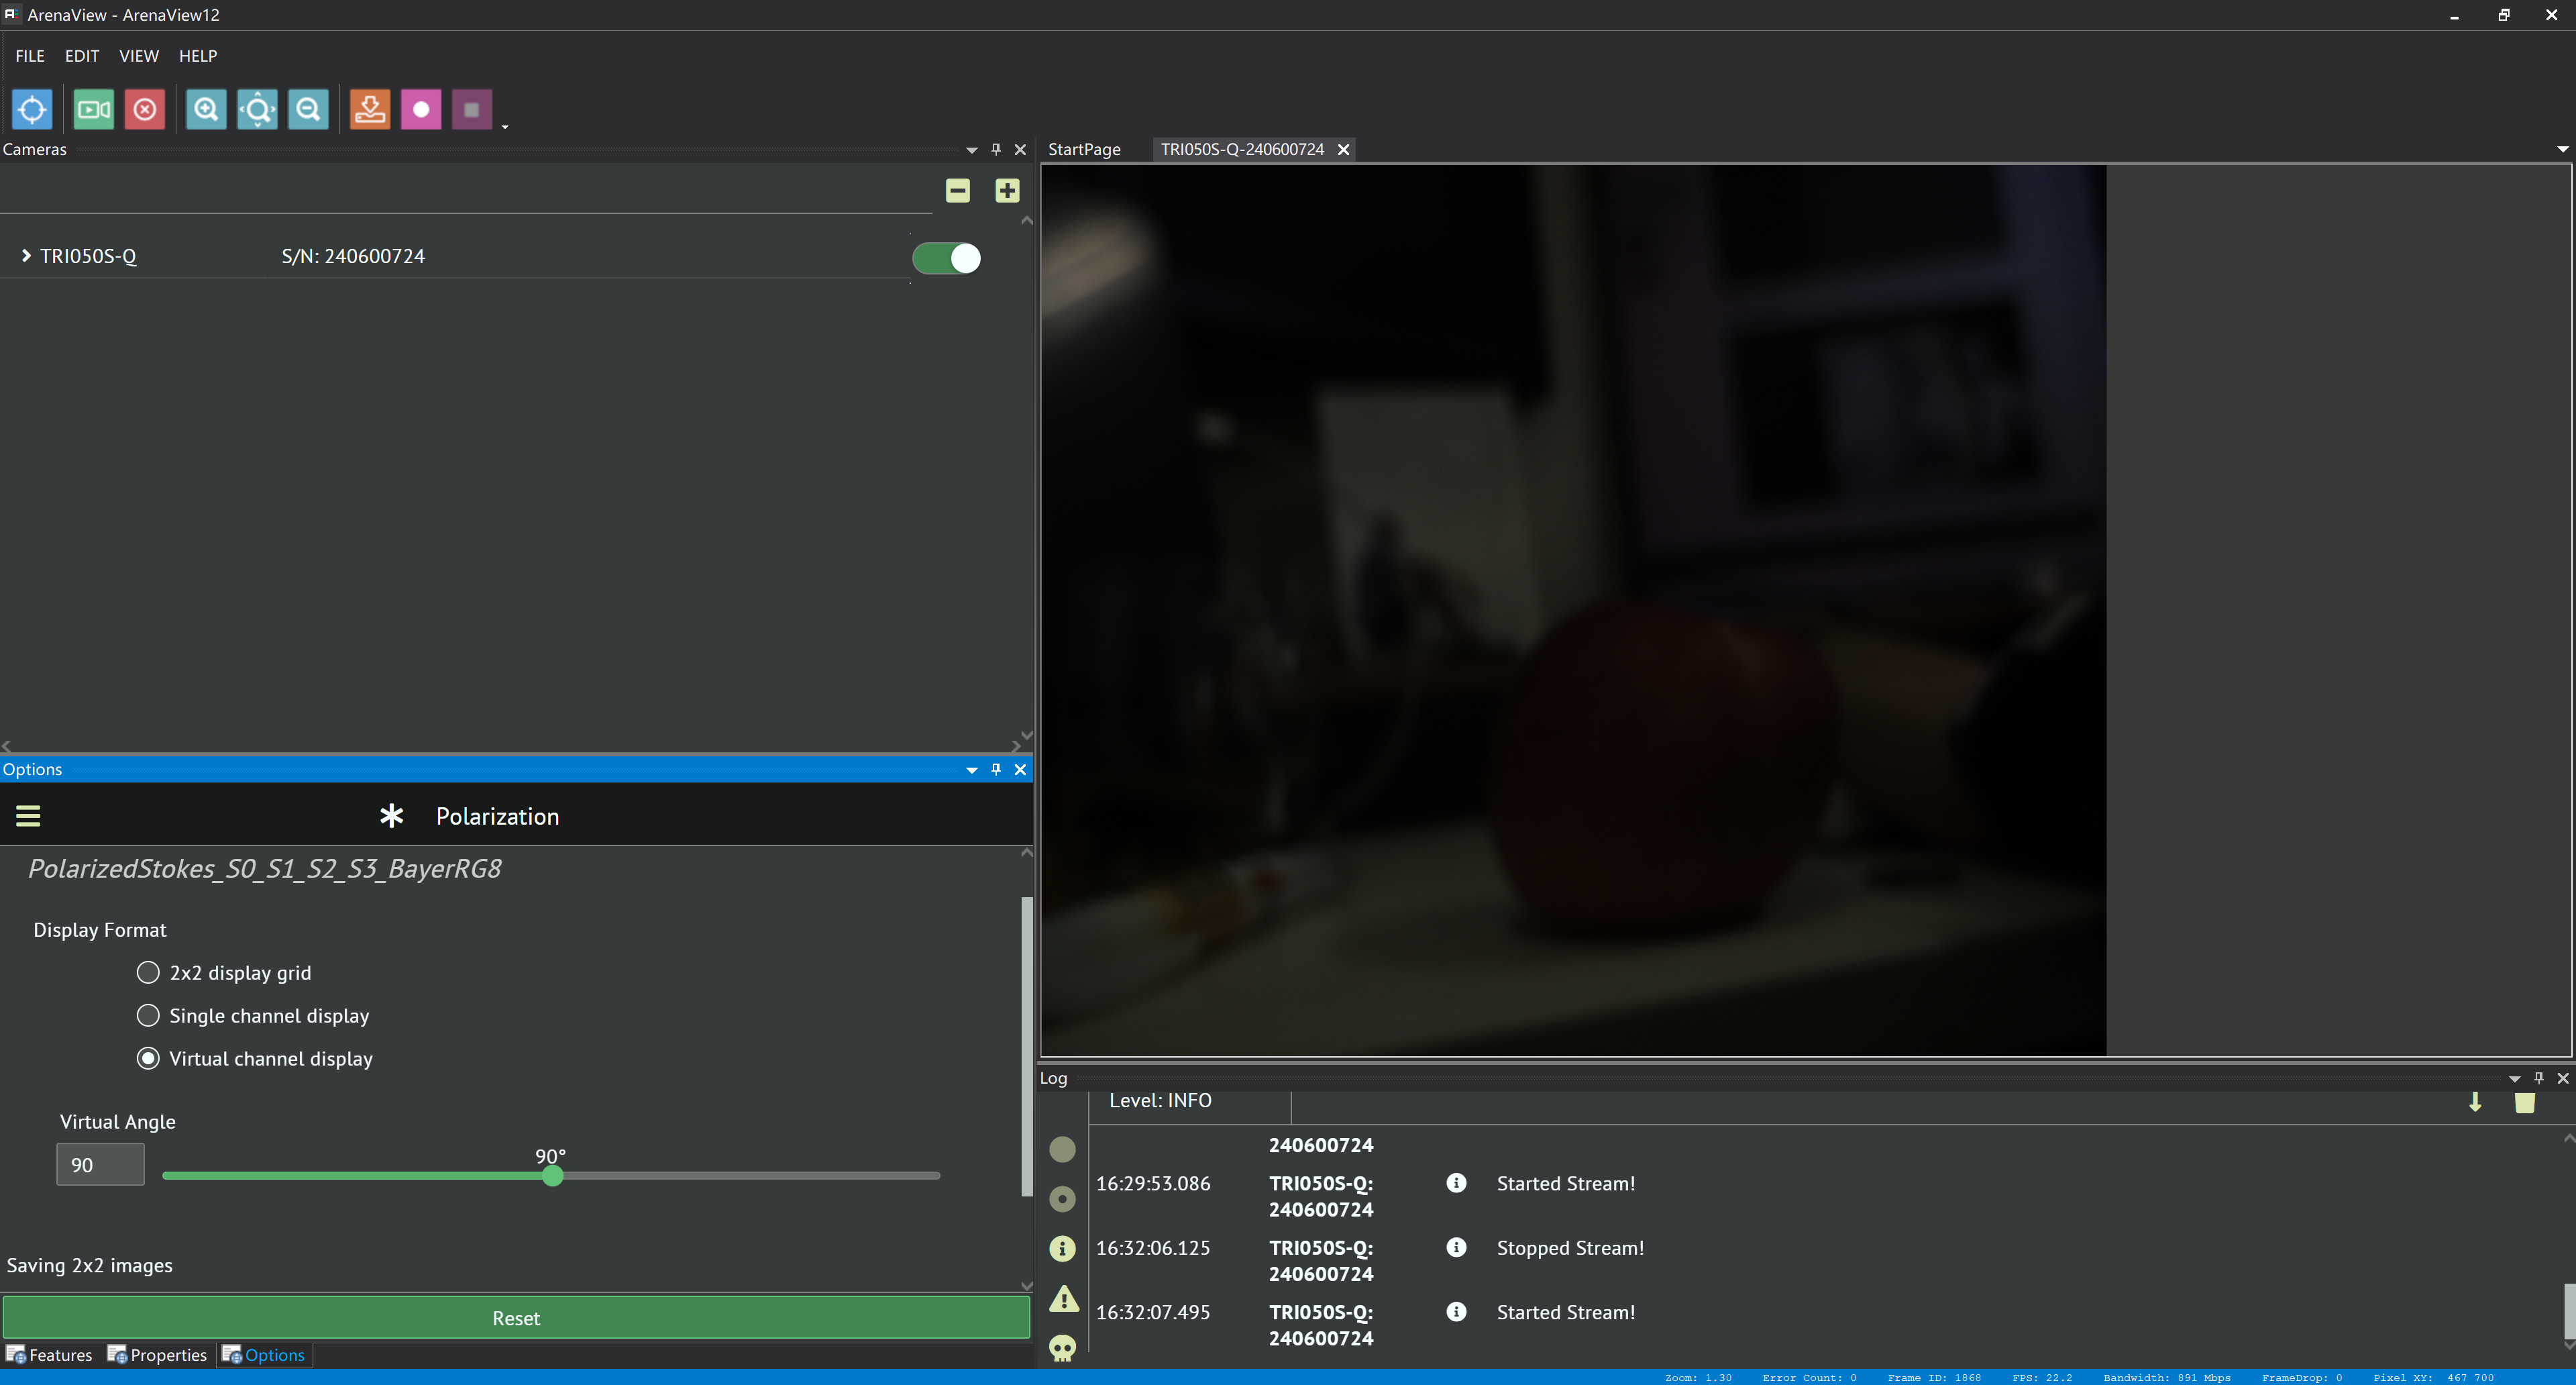 ArenaView - ArenaView12
FILE EDIT VIEW HELP
Cameras
StartPage TRI050S-Q-240600724
TRI050S-Q S/N: 240600724
Options
Polarization
PolarizedStokes_S0_S1_S2_S3_BayerRG8
Display Format
2x2 display grid
Single channel display
Virtual channel display
Virtual Angle
90°
90
Saving 2x2 images
Reset
Features Properties Options
Log
Level: INFO
240600724
16:29:53.086 TRI050S-Q: Started Stream!
240600724
16:32:06.125 TRI050S-Q: Stopped Stream!
240600724
16:32:07.495 TRI050S-Q: Started Stream!
240600724
Zoom: 1.30 Error Count: 0 Frame ID: 1868 FPS: 22.2 Bandwidth: 891 Mbps FrameDrop: 0 Pixel XY: 467 700